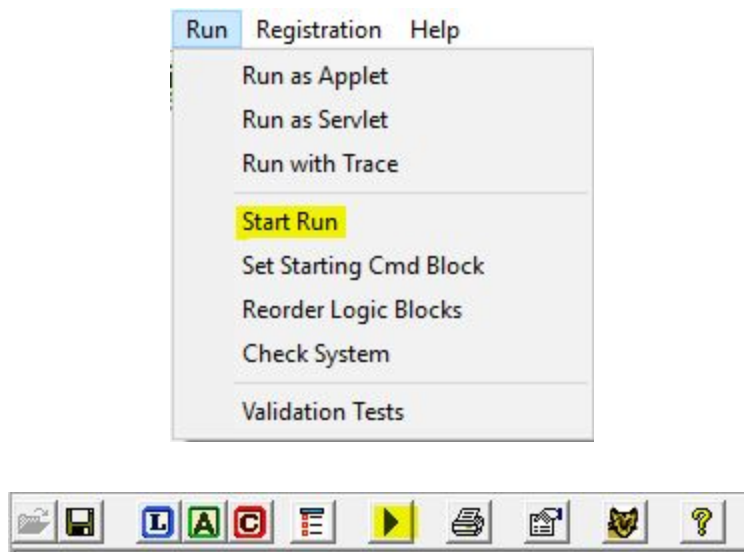 Run Registration Help
Run as Applet
Run as Servlet
Run with Trace
Start Run
Set Starting Cmd Block
Reorder Logic Blocks
Check System
Validation Tests
L A C ?